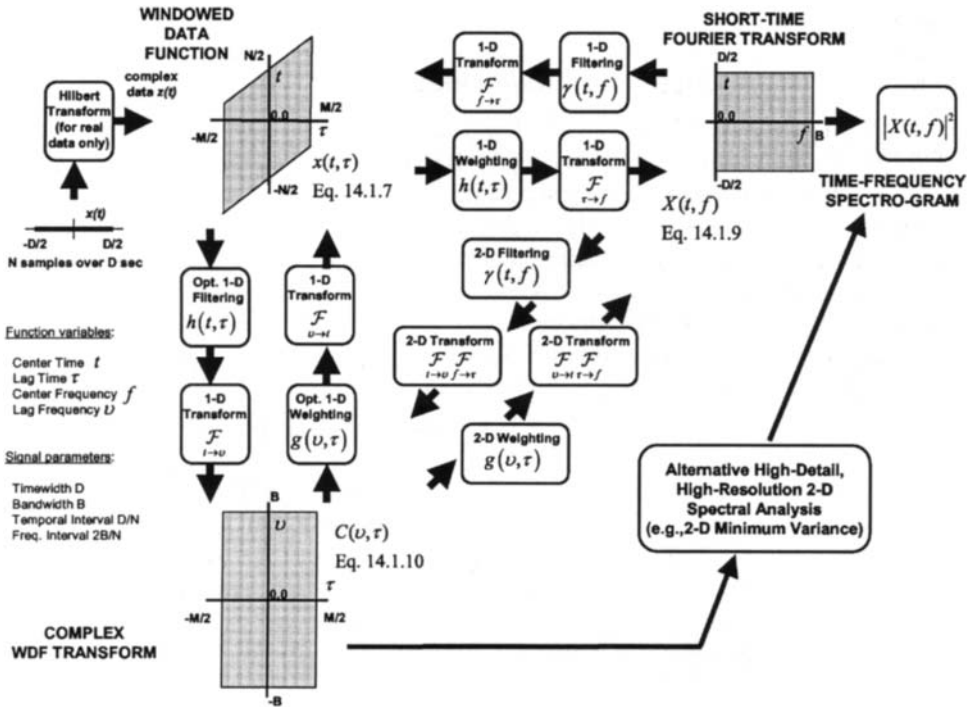 WINDOWED
DATA
FUNCTION
complex
data z(t)
Hilbert
Transform
(for real
data only)
x(t)
-D/2
D/2
N samples over D sec
N/2
t
0,0
M/2
-M/2
τ
-N/2
x(t,τ)
Eq. 14.1.7
1-D
Transform
ℱ
f→τ
1-D
Filtering
γ(t,f)
1-D
Weighting
h(t,τ)
1-D
Transform
ℱ
τ→f
SHORT-TIME
FOURIER TRANSFORM
D/2
t
0,0
f
B
-D/2
X(t,f)
Eq. 14.1.9
|X(t,f)|²
TIME-FREQUENCY
SPECTRO-GRAM
Opt. 1-D
Filtering
h(t,τ)
1-D
Transform
ℱ
t→υ
1-D
Transform
ℱ
υ→t
Opt. 1-D
Weighting
g(υ,τ)
2-D Filtering
γ(t,f)
2-D Transform
ℱ ℱ
t→υ f→τ
2-D Transform
ℱ ℱ
υ→t τ→f
2-D Weighting
g(υ,τ)
Function variables:
Center Time t
Lag Time τ
Center Frequency f
Lag Frequency υ
Signal parameters:
Timewidth D
Bandwidth B
Temporal Interval D/N
Freq. Interval 2B/N
B
υ
0,0
τ
-M/2
M/2
-B
C(υ,τ)
Eq. 14.1.10
COMPLEX
WDF TRANSFORM
Alternative High-Detail,
High-Resolution 2-D
Spectral Analysis
(e.g.,2-D Minimum Variance)